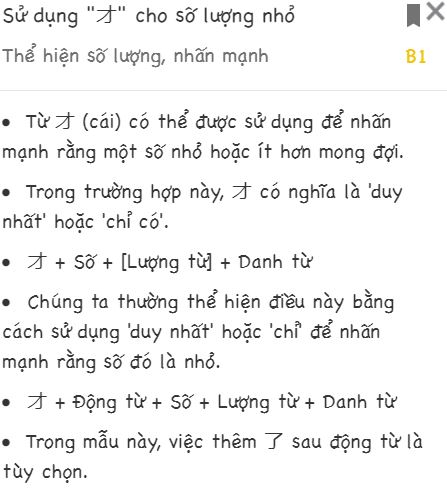 Sử dụng "才" cho số lượng nhỏ
Thể hiện số lượng, nhấn mạnh B1
• Từ 才 (cái) có thể được sử dụng để nhấn
mạnh rằng một số nhỏ hoặc ít hơn mong đợi.
• Trong trường hợp này, 才 có nghĩa là 'duy
nhất' hoặc 'chỉ có'.
• 才 + Số + [Lượng từ] + Danh từ
• Chúng ta thường thể hiện điều này bằng
cách sử dụng 'duy nhất' hoặc 'chỉ' để nhấn
mạnh rằng số đó là nhỏ.
• 才 + Động từ + Số + Lượng từ + Danh từ
• Trong mẫu này, việc thêm 了 sau động từ là
tùy chọn.